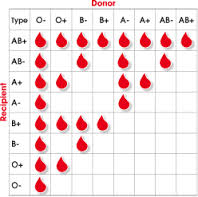 Donor
Type O- O+ B- B+ A- A+ AB- AB+
Recipient
AB+
AB-
A+
A-
B+
B-
O+
O-